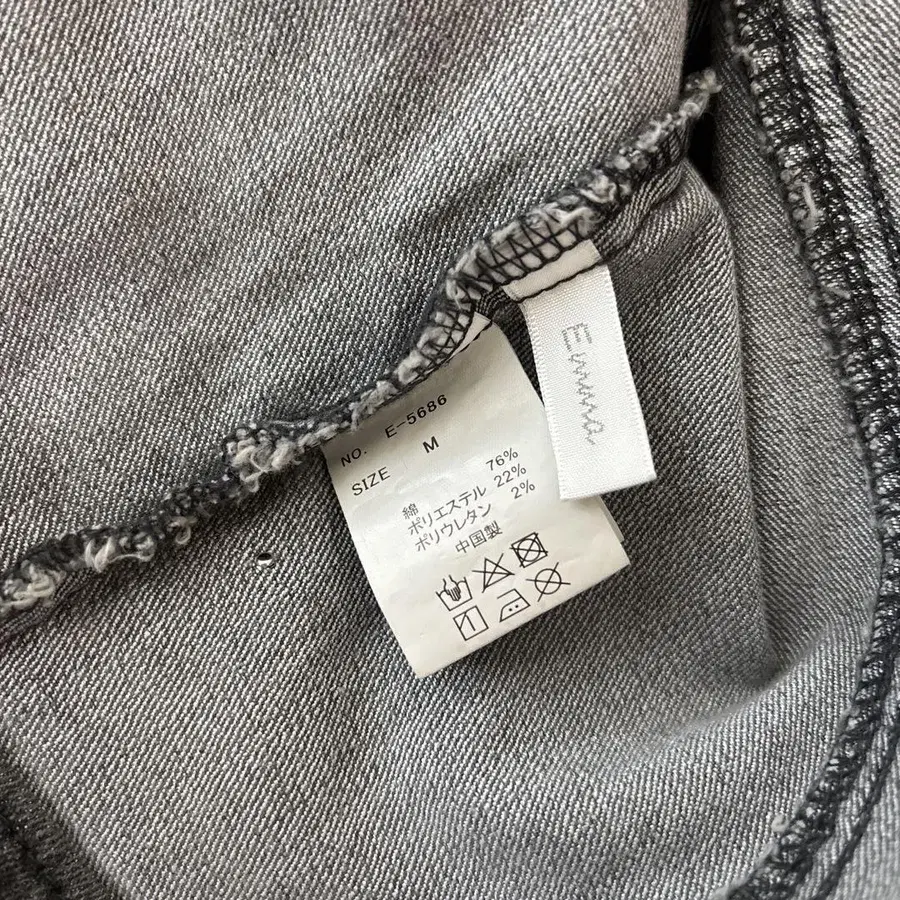 NO. E-5686
SIZE M
綿 76%
ポリエステル 22%
ポリウレタン 2%
中国製
Emuna.